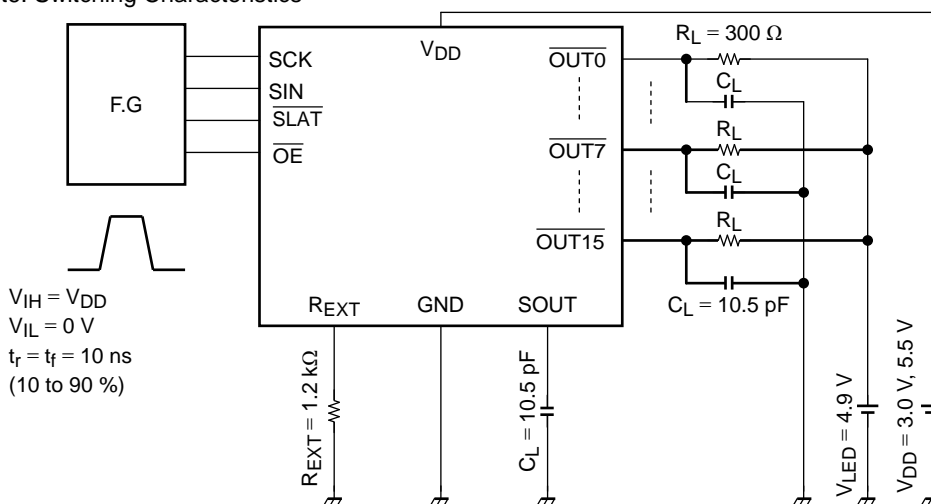 Switching Characteristics
F.G
SCK
SIN
SLAT
OE
VDD
OUT0
OUT7
OUT15
REXT
GND
SOUT
RL = 300 Ω
CL
RL
CL
RL
CL = 10.5 pF
VIH = VDD
VIL = 0 V
tr = tf = 10 ns
(10 to 90 %)
REXT = 1.2 kΩ
CL = 10.5 pF
VLED = 4.9 V
VDD = 3.0 V, 5.5 V